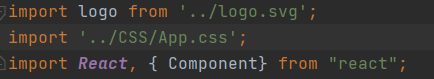 import logo from '../logo.svg';
import '../CSS/App.css';
import React, { Component} from "react";